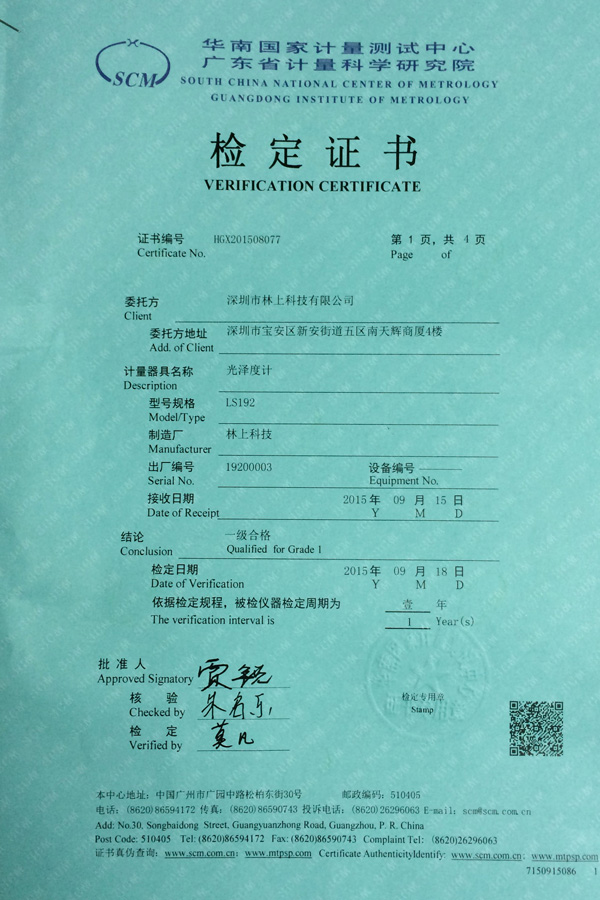 SCM
华南国家计量测试中心
广东省计量科学研究院
SOUTH CHINA NATIONAL CENTER OF METROLOGY
GUANGDONG INSTITUTE OF METROLOGY
检定证书
VERIFICATION CERTIFICATE
证书编号 HGX201508077 第 1 页，共 4 页
Certificate No. Page of
委托方 深圳市林上科技有限公司
Client
委托方地址 深圳市宝安区新安街道五区南天辉商厦4楼
Add. of Client
计量器具名称 光泽度计
Description
型号规格 LS192
Model/Type
制造厂 林上科技
Manufacturer
出厂编号 19200003 设备编号 ————
Serial No. Equipment No.
接收日期 2015 年 09 月 15 日
Date of Receipt Y M D
结论 一级合格
Conclusion Qualified for Grade 1
检定日期 2015 年 09 月 18 日
Date of Verification Y M D
依据检定规程，被检仪器检定周期为 壹 年
The verification interval is 1 Year(s)
批准人
Approved Signatory
核验 检定专用章
Checked by Stamp
检定
Verified by 莫凡
本中心地址：中国广州市广园中路松柏东街30号 邮政编码：510405
电话：(8620)86594172 传真：(8620)86590743 投诉电话：(8620)26296063 E-mail：scm@scm.com.cn
Add: No.30, Songbaidong Street, Guangyuanzhong Road, Guangzhou, P. R. China
Post Code: 510405 Tel: (8620)86594172 Fax: (8620)86590743 Complaint Tel: (8620)26296063
证书真伪查询：www.scm.com.cn；www.mtpsp.com Certificate AuthenticityIdentify: www.scm.com.cn；www.mtpsp.com
7150915086 1